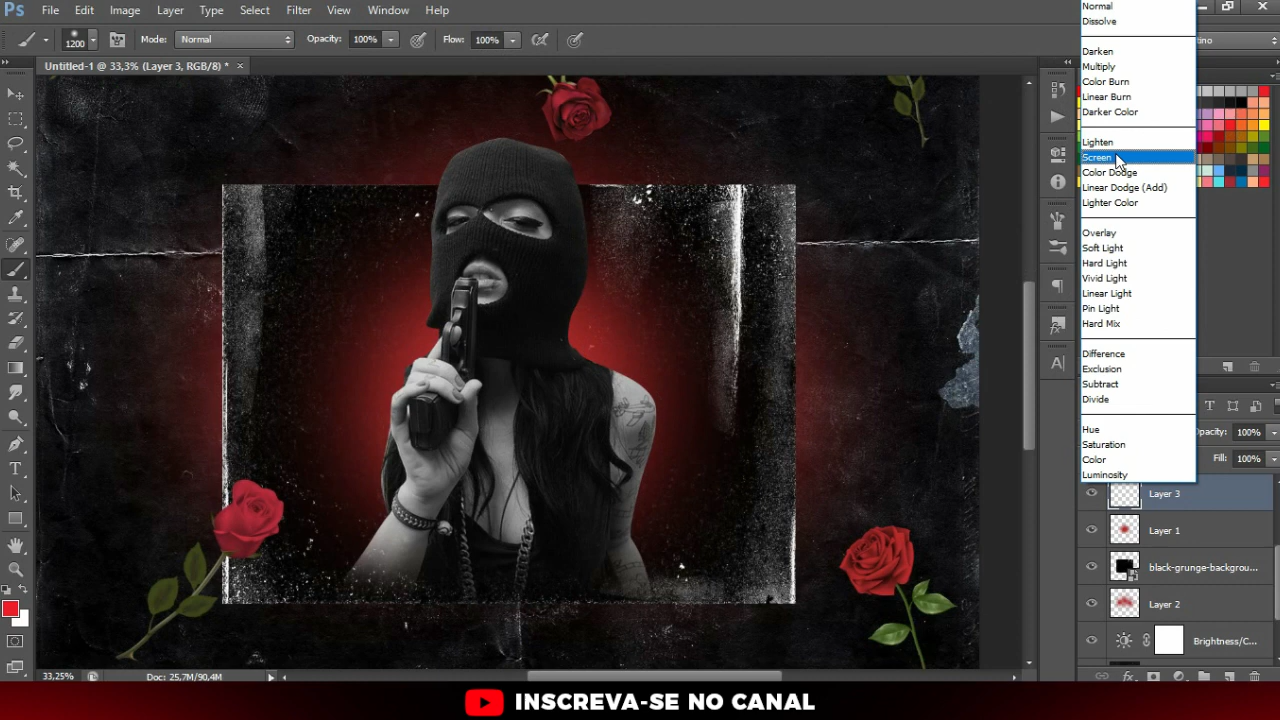 Ps File Edit Image Layer Type Select Filter View Window Help
1200 Mode: Normal Opacity: 100% Flow: 100%
Untitled-1 @ 33,3% (Layer 3, RGB/8) * ×
Normal
Dissolve
Darken
Multiply
Color Burn
Linear Burn
Darker Color
Lighten
Screen
Color Dodge
Linear Dodge (Add)
Lighter Color
Overlay
Soft Light
Hard Light
Vivid Light
Linear Light
Pin Light
Hard Mix
Difference
Exclusion
Subtract
Divide
Hue
Saturation
Color
Luminosity
Opacity: 100%
Fill: 100%
Layer 3
Layer 1
black-grunge-backgrou...
Layer 2
Brightness/C...
33,25% Doc: 25,7M/90,4M
INSCREVA-SE NO CANAL